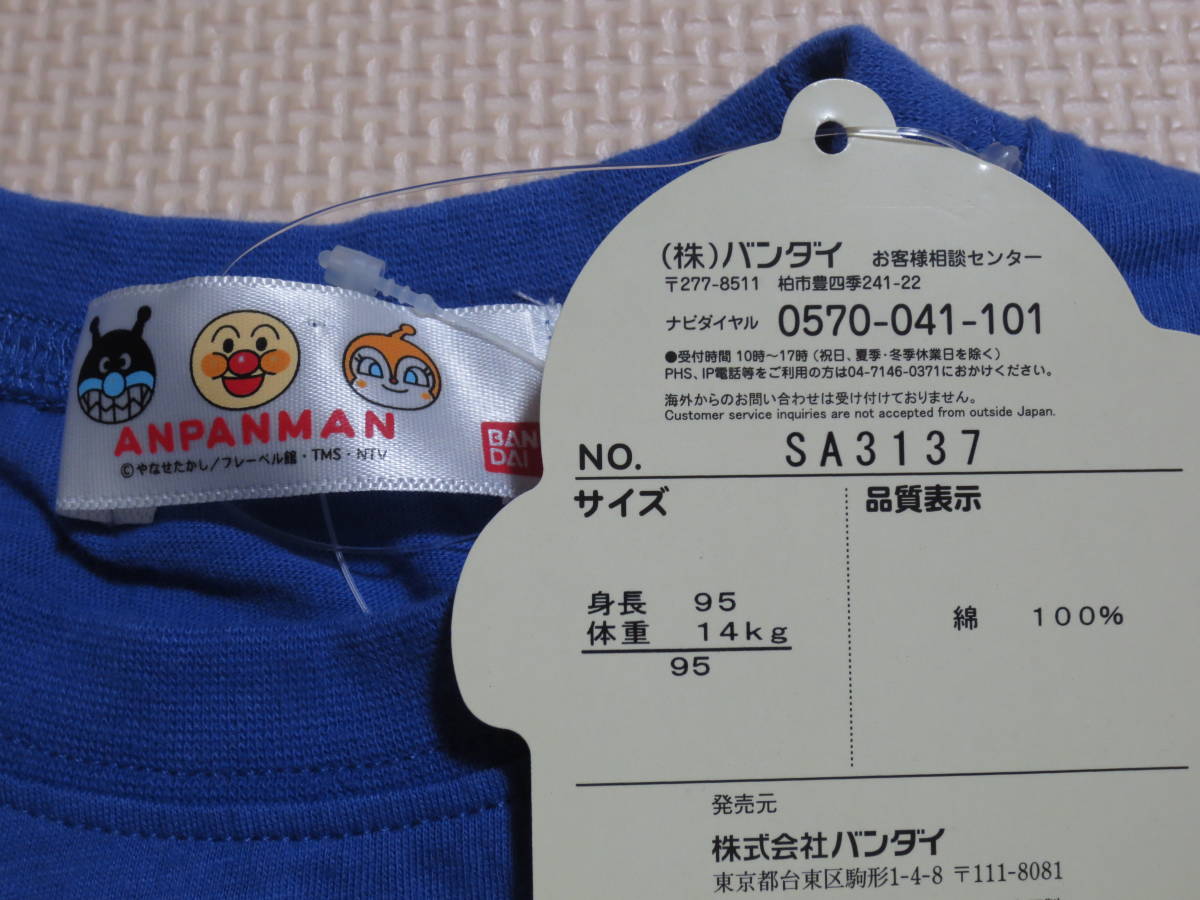 ANPANMAN
©やなせたかし/フレーベル館・TMS・NTV
BAN
DAI
(株)バンダイ お客様相談センター
〒277-8511 柏市豊四季241-22
ナビダイヤル 0570-041-101
●受付時間 10時～17時(祝日、夏季・冬季休業日を除く)
PHS、IP電話等をご利用の方は04-7146-0371におかけください。
海外からのお問い合わせは受け付けておりません。
Customer service inquiries are not accepted from outside Japan.
NO. SA3137
サイズ
身長 95
体重 14kg
95
品質表示
綿 100%
発売元
株式会社バンダイ
東京都台東区駒形1-4-8 〒111-8081